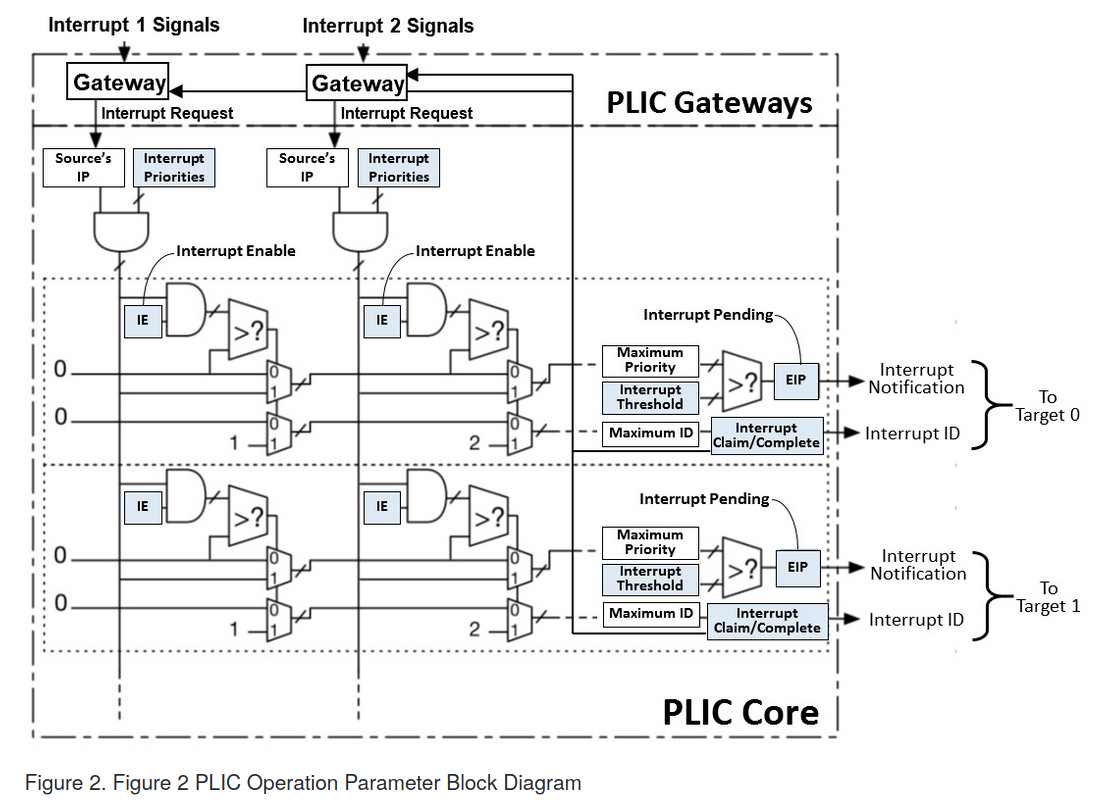 Interrupt 1 Signals
Interrupt 2 Signals
Gateway
Gateway
PLIC Gateways
Interrupt Request
Interrupt Request
Source's
IP
Interrupt
Priorities
Source's
IP
Interrupt
Priorities
Interrupt Enable
Interrupt Enable
IE
>?
IE
>?
Interrupt Pending
0
0
1
0
1
Maximum
Priority
Interrupt
Threshold
>?
EIP
Interrupt
Notification
To
Target 0
0
1
0
1
2
0
1
Maximum ID
Interrupt
Claim/Complete
Interrupt ID
IE
>?
IE
>?
Interrupt Pending
0
0
1
0
1
Maximum
Priority
Interrupt
Threshold
>?
EIP
Interrupt
Notification
To
Target 1
0
1
0
1
2
0
1
Maximum ID
Interrupt
Claim/Complete
Interrupt ID
PLIC Core
Figure 2. Figure 2 PLIC Operation Parameter Block Diagram